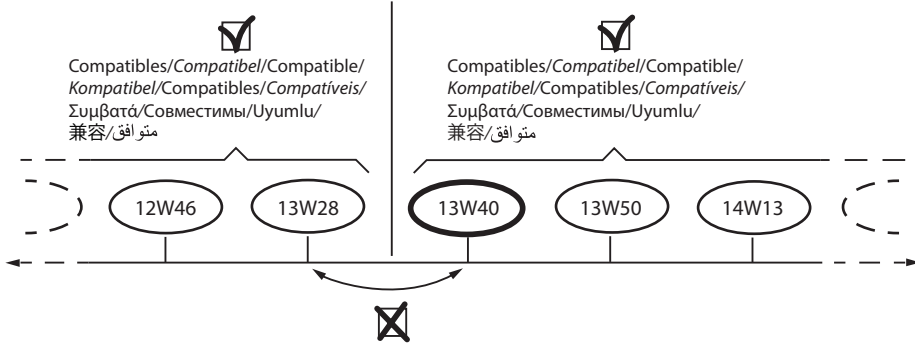 Compatibles/Compatibel/Compatible/
Kompatibel/Compatibles/Compatíveis/
Συμβατά/Совместимы/Uyumlu/
兼容/متوافق
Compatibles/Compatibel/Compatible/
Kompatibel/Compatibles/Compatíveis/
Συμβατά/Совместимы/Uyumlu/
兼容/متوافق
12W46 13W28 13W40 13W50 14W13